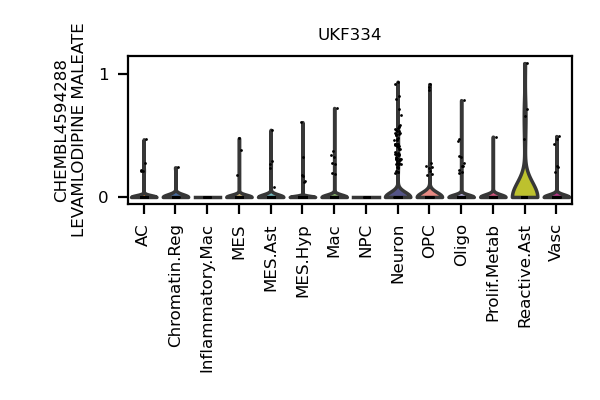 UKF334
CHEMBL4594288
LEVAMLODIPINE MALEATE
1
0
AC
Chromatin.Reg
Inflammatory.Mac
MES
MES.Ast
MES.Hyp
Mac
NPC
Neuron
OPC
Oligo
Prolif.Metab
Reactive.Ast
Vasc